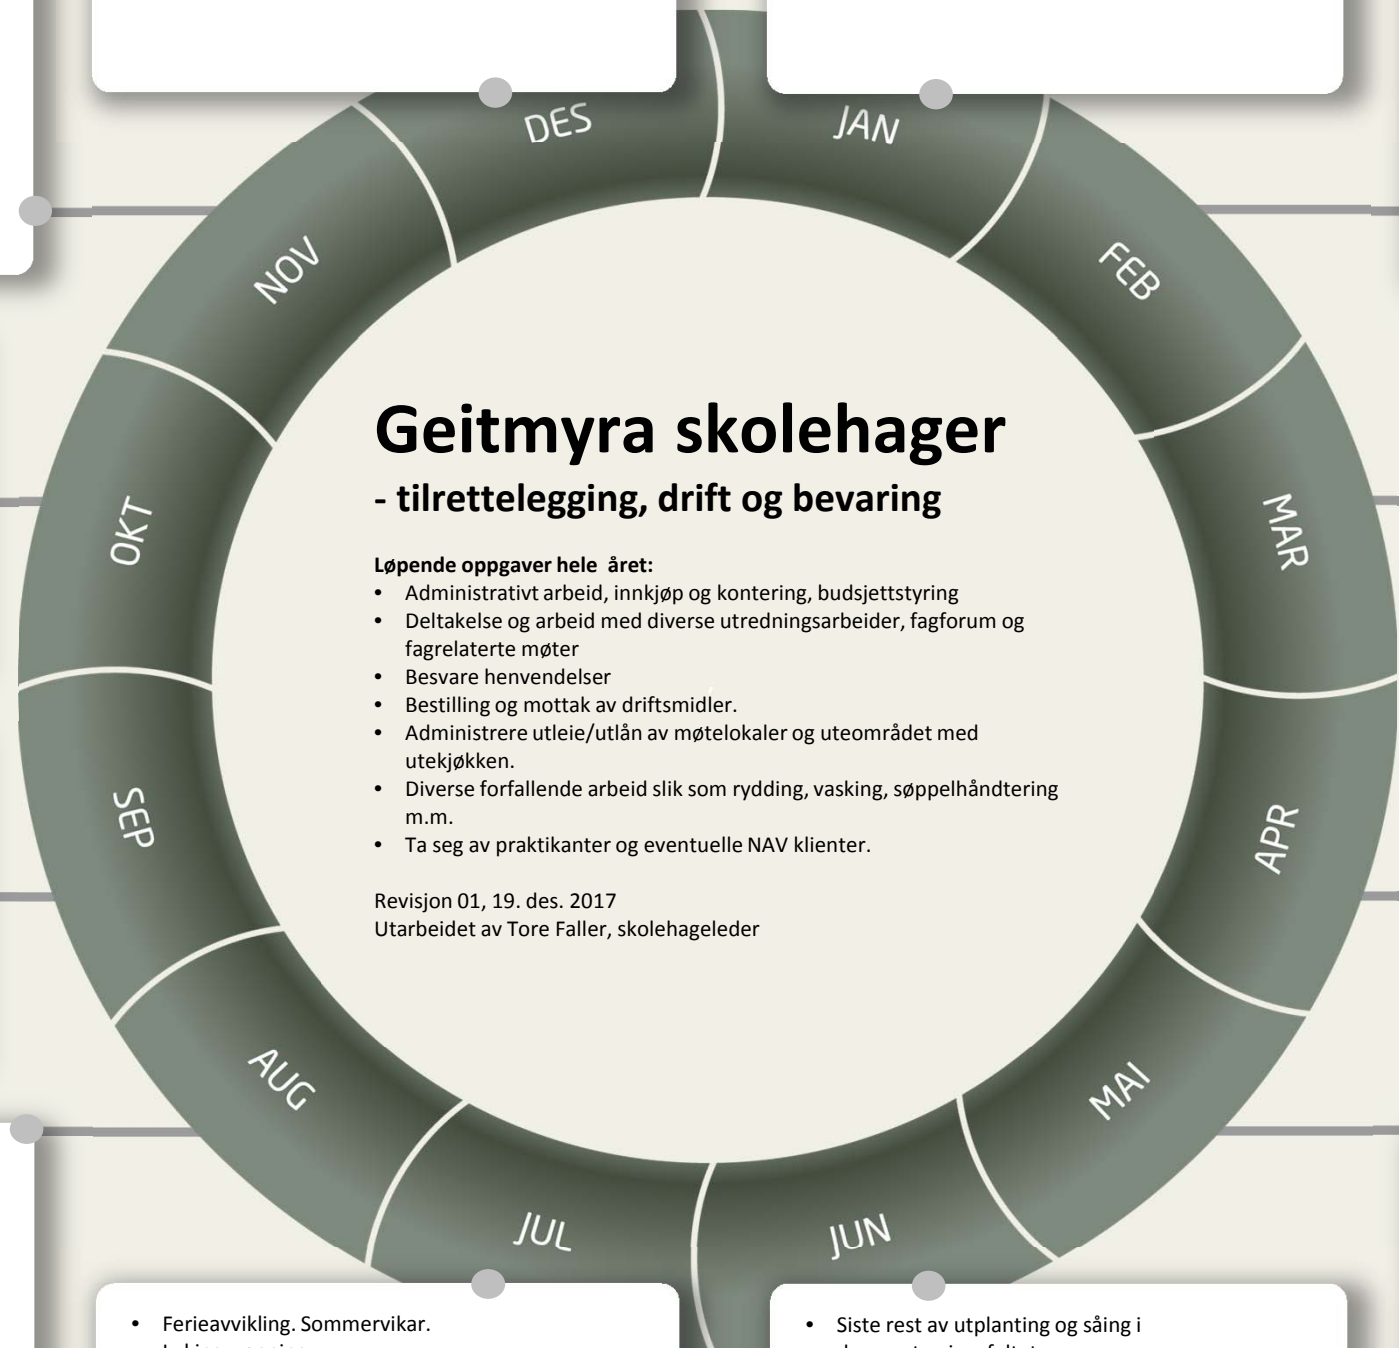 DES
JAN
NOV
FEB
Geitmyra skolehager
- tilrettelegging, drift og bevaring
OKT
MAR
Løpende oppgaver hele året:
• Administrativt arbeid, innkjøp og kontering, budsjettstyring
• Deltakelse og arbeid med diverse utredningsarbeider, fagforum og
fagrelaterte møter
• Besvare henvendelser
• Bestilling og mottak av driftsmidler.
• Administrere utleie/utlån av møtelokaler og uteområdet med
utekjøkken.
• Diverse forfallende arbeid slik som rydding, vasking, søppelhåndtering
m.m.
• Ta seg av praktikanter og eventuelle NAV klienter.
SEP
APR
Revisjon 01, 19. des. 2017
Utarbeidet av Tore Faller, skolehageleder
AUG
MAI
JUL
JUN
• Ferieavvikling. Sommervikar.
• Siste rest av utplanting og såing i